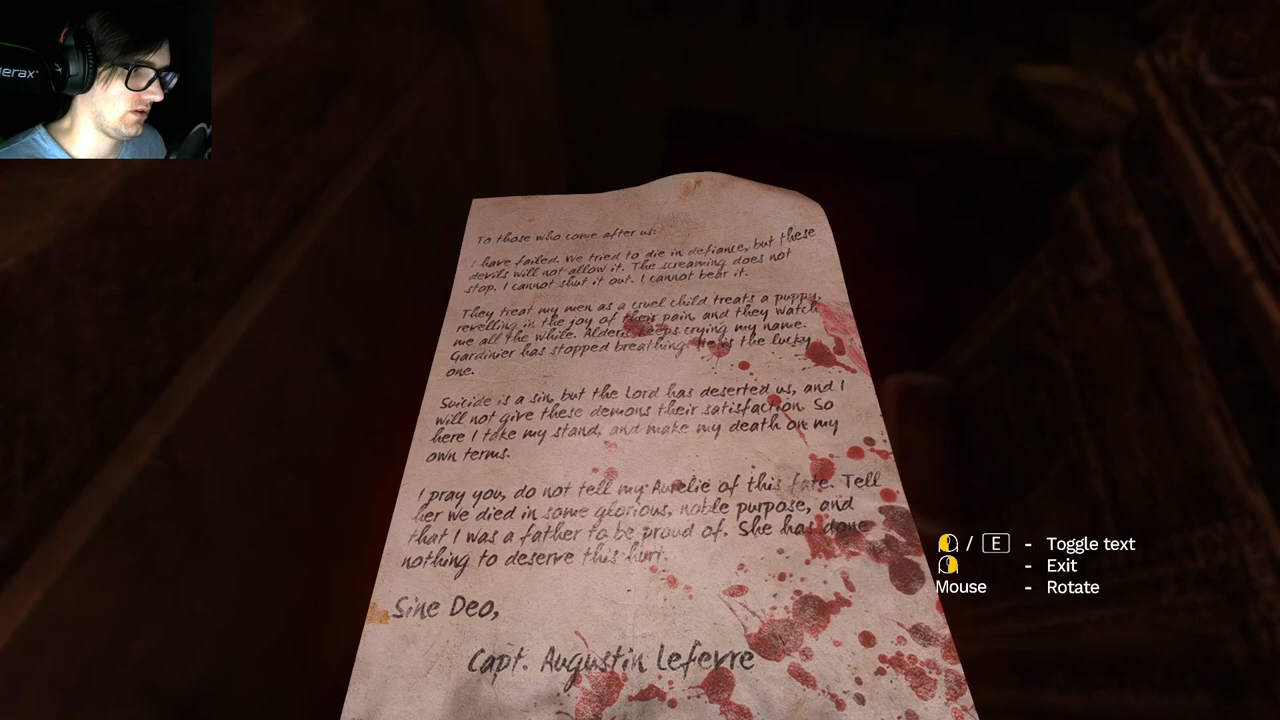 erax
To those who come after us:
I have failed. We tried to die in defiance, but these
devils will not allow it. The screaming does not
stop. I cannot shut it out. I cannot bear it.
They treat my men as a cruel child treats a puppy,
revelling in the joy of their pain, and they watch
me all the while. Alderic keeps crying my name.
Gardinier has stopped breathing. He is the lucky
one.
Suicide is a sin, but the Lord has deserted us, and I
will not give these demons their satisfaction. So
here I take my stand, and make my death on my
own terms.
I pray you, do not tell my Aurelie of this fate. Tell
her we died in some glorious, noble purpose, and
that I was a father to be proud of. She has done
nothing to deserve this hurt.
Sine Deo,
Capt. Augustin Lefevre
/ E - Toggle text
- Exit
Mouse - Rotate